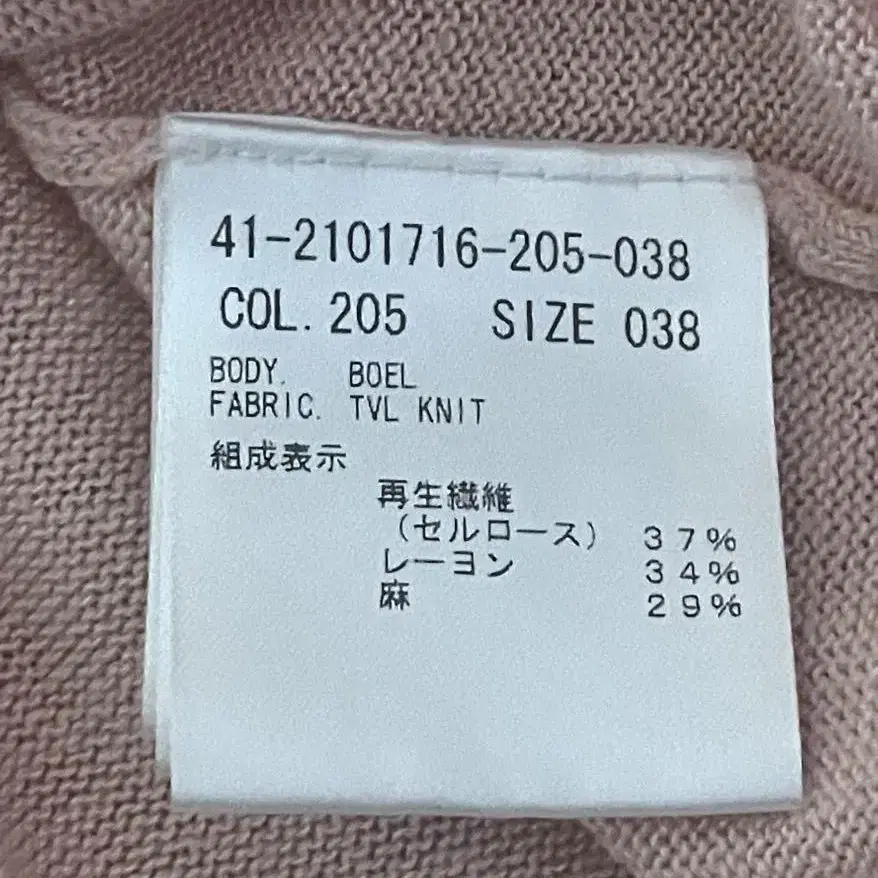 41-2101716-205-038
COL. 205 SIZE 038
BODY. BOEL
FABRIC. TVL KNIT
組成表示
再生繊維
(セルロース) 37%
レーヨン 34%
麻 29%